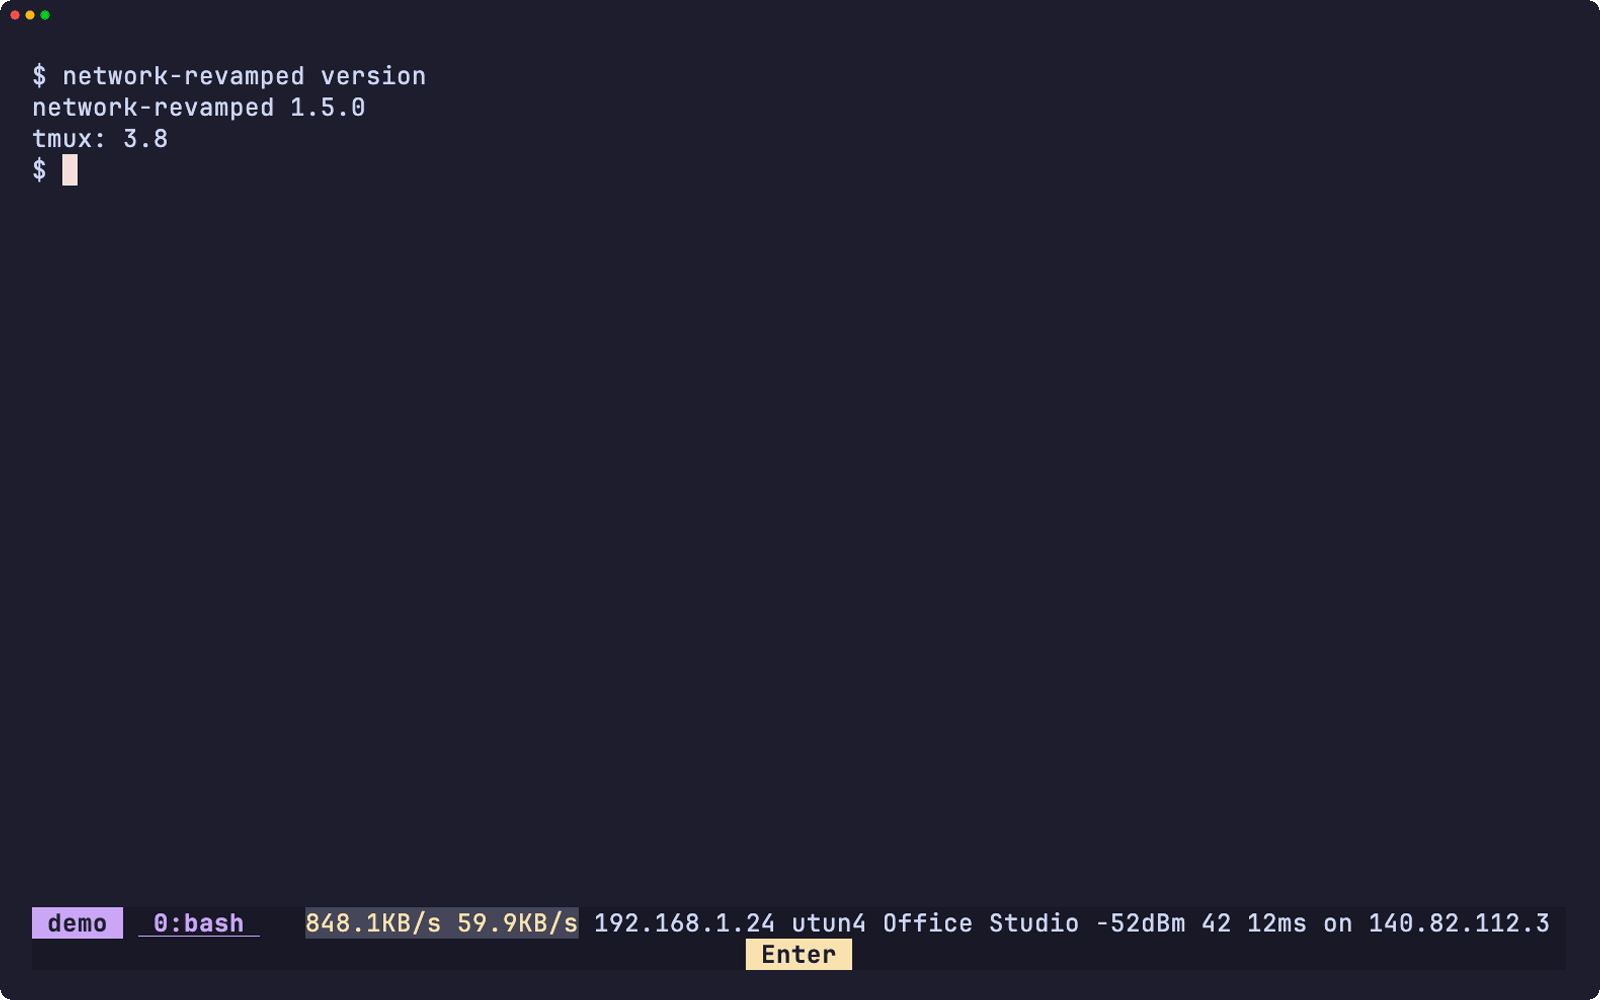 $ network-revamped version
network-revamped 1.5.0
tmux: 3.8
$
demo 0:bash 848.1KB/s 59.9KB/s 192.168.1.24 utun4 Office Studio -52dBm 42 12ms on 140.82.112.3
Enter